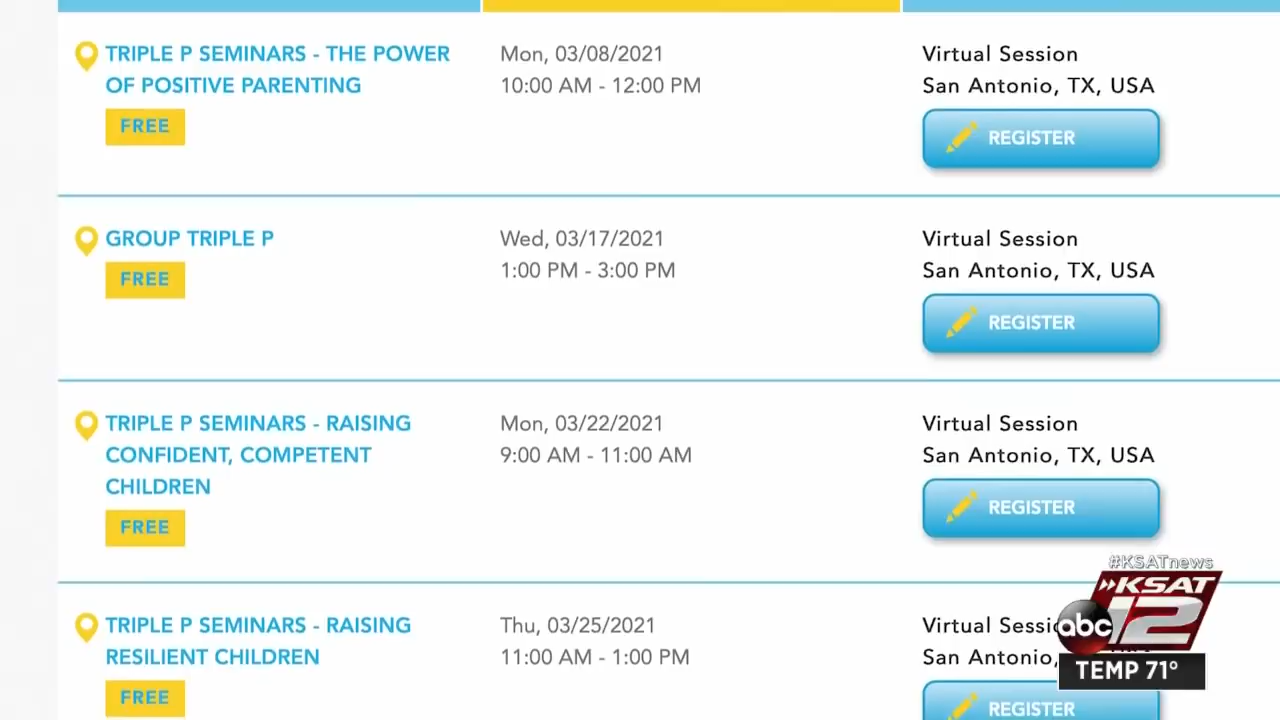 TRIPLE P SEMINARS - THE POWER
OF POSITIVE PARENTING
FREE
Mon, 03/08/2021
10:00 AM - 12:00 PM
Virtual Session
San Antonio, TX, USA
REGISTER
GROUP TRIPLE P
FREE
Wed, 03/17/2021
1:00 PM - 3:00 PM
Virtual Session
San Antonio, TX, USA
REGISTER
TRIPLE P SEMINARS - RAISING
CONFIDENT, COMPETENT
CHILDREN
FREE
Mon, 03/22/2021
9:00 AM - 11:00 AM
Virtual Session
San Antonio, TX, USA
REGISTER
TRIPLE P SEMINARS - RAISING
RESILIENT CHILDREN
FREE
Thu, 03/25/2021
11:00 AM - 1:00 PM
Virtual
San Antonio,
REGISTER
#KSATnews
KSAT
abc 12
TEMP 71°